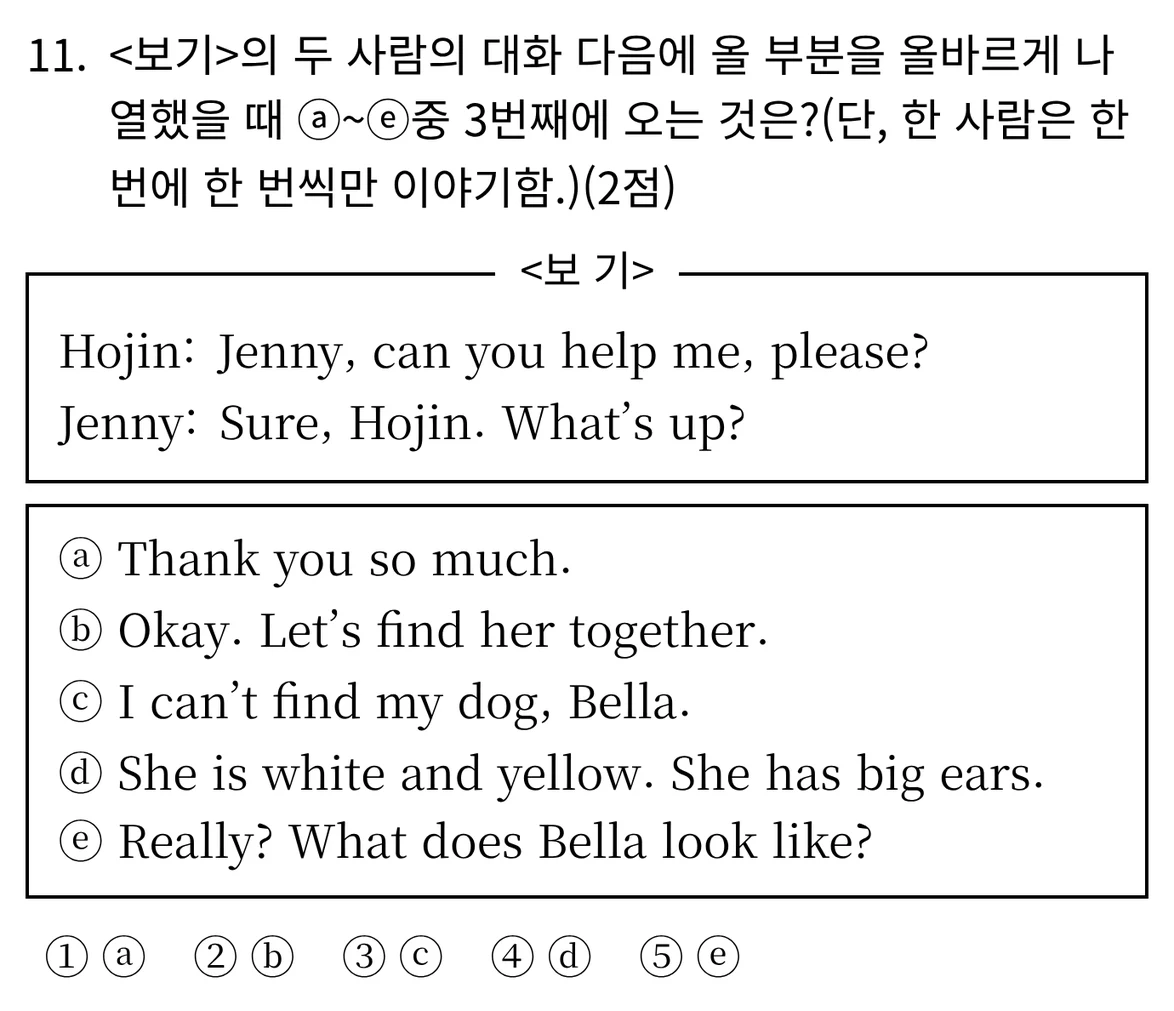 11. <보기>의 두 사람의 대화 다음에 올 부분을 올바르게 나
열했을 때 ⓐ~ⓔ중 3번째에 오는 것은?(단, 한 사람은 한
번에 한 번씩만 이야기함.)(2점)
<보 기>
Hojin: Jenny, can you help me, please?
Jenny: Sure, Hojin. What’s up?
ⓐ Thank you so much.
ⓑ Okay. Let’s find her together.
ⓒ I can’t find my dog, Bella.
ⓓ She is white and yellow. She has big ears.
ⓔ Really? What does Bella look like?
① ⓐ ② ⓑ ③ ⓒ ④ ⓓ ⑤ ⓔ